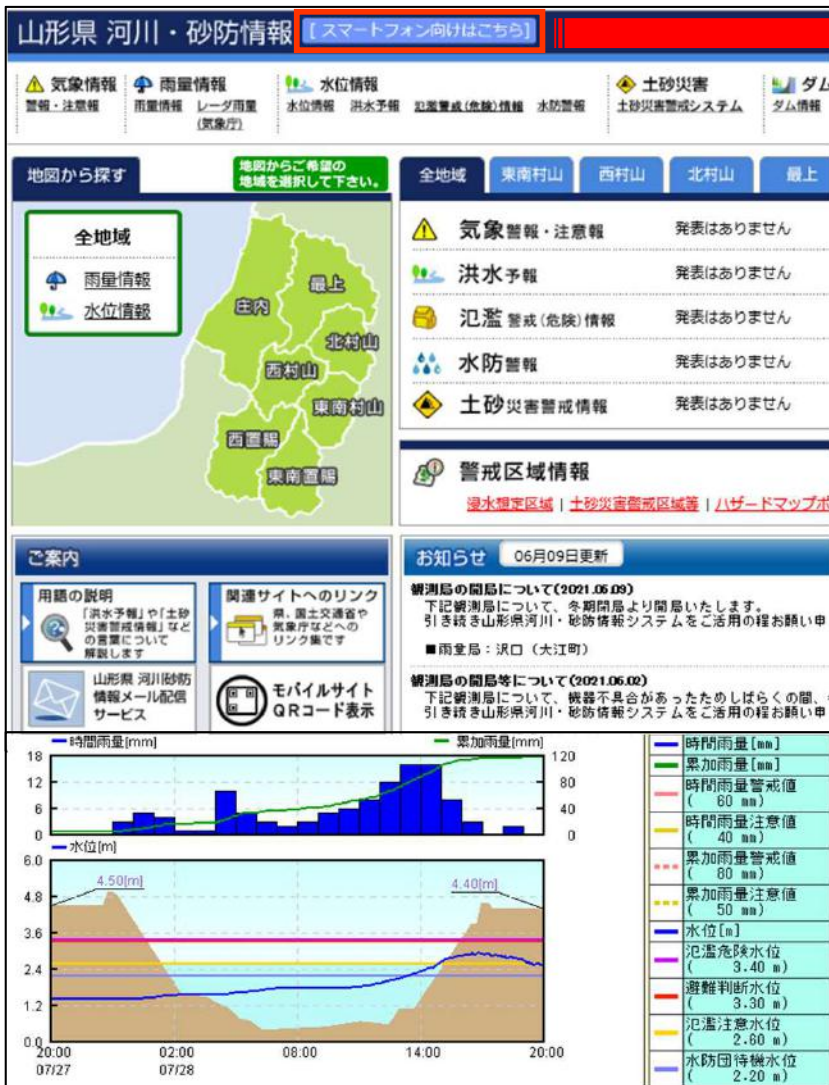 山形県 河川・砂防情報 [スマートフォン向けはこちら]
気象情報 雨量情報 水位情報 土砂災害 ダム
警報・注意報 雨量情報 レーダ雨量 水位情報 洪水予報 氾濫警戒(危険)情報 水防警報 土砂災害警戒システム ダム情報
(気象庁)
地図から探す
地図からご希望の
地域を選択して下さい。
全地域
雨量情報
水位情報
庄内
最上
北村山
西村山
東南村山
西置賜
東南置賜
全地域 東南村山 西村山 北村山 最上
気象警報・注意報 発表はありません
洪水予報 発表はありません
氾濫警戒(危険)情報 発表はありません
水防警報 発表はありません
土砂災害警戒情報 発表はありません
警戒区域情報
浸水想定区域 | 土砂災害警戒区域等 | ハザードマップポ
ご案内
用語の説明
「洪水予報」や「土砂
災害警戒情報」など
の言葉について
解説します
関連サイトへのリンク
県、国土交通省や
気象庁などへの
リンク集です
山形県 河川砂防
情報メール配信
サービス
モバイルサイト
QRコード表示
お知らせ 06月09日更新
観測局の開局について(2021.06.09)
下記観測局について、冬期閉局より開局いたします。
引き続き山形県河川・砂防情報システムをご活用の程お願い申
■雨量局：沢口（大江町）
観測局の開局等について(2021.06.02)
下記観測局について、機器不具合があったためしばらくの間、
引き続き山形県河川・砂防情報システムをご活用の程お願い申
時間雨量[mm] 累加雨量[mm]
18 120
12 80
6 40
0 0
水位[m]
6.0
4.8
3.6
2.4
1.2
0.0
4.50[m] 4.40[m]
20:00 02:00 08:00 14:00 20:00
07/27 07/28
時間雨量[mm]
累加雨量[mm]
時間雨量警戒値
( 60 mm)
時間雨量注意値
( 40 mm)
累加雨量警戒値
( 80 mm)
累加雨量注意値
( 50 mm)
水位[m]
氾濫危険水位
( 3.40 m)
避難判断水位
( 3.30 m)
氾濫注意水位
( 2.60 m)
水防団待機水位
( 2.20 m)